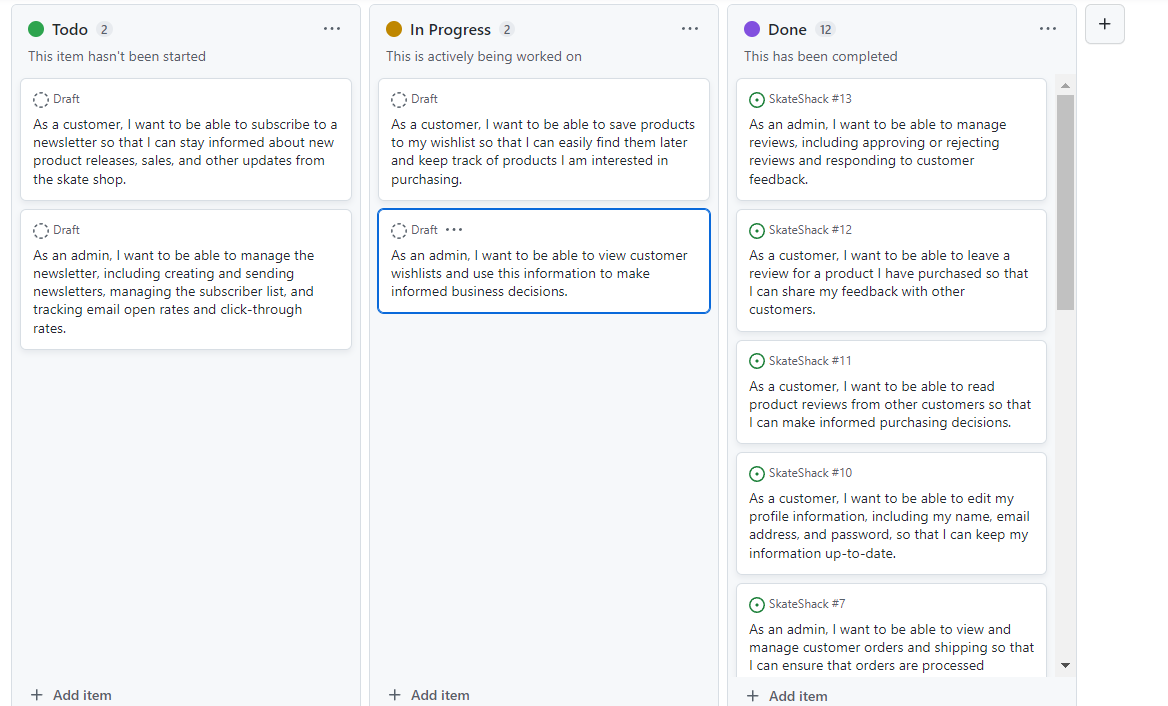 Todo 2
This item hasn't been started
Draft
As a customer, I want to be able to subscribe to a
newsletter so that I can stay informed about new
product releases, sales, and other updates from
the skate shop.
Draft
As an admin, I want to be able to manage the
newsletter, including creating and sending
newsletters, managing the subscriber list, and
tracking email open rates and click-through
rates.
+ Add item
In Progress 2
This is actively being worked on
Draft
As a customer, I want to be able to save products
to my wishlist so that I can easily find them later
and keep track of products I am interested in
purchasing.
Draft
As an admin, I want to be able to view customer
wishlists and use this information to make
informed business decisions.
+ Add item
Done 12
This has been completed
SkateShack #13
As an admin, I want to be able to manage
reviews, including approving or rejecting
reviews and responding to customer
feedback.
SkateShack #12
As a customer, I want to be able to leave a
review for a product I have purchased so that
I can share my feedback with other
customers.
SkateShack #11
As a customer, I want to be able to read
product reviews from other customers so that
I can make informed purchasing decisions.
SkateShack #10
As a customer, I want to be able to edit my
profile information, including my name, email
address, and password, so that I can keep my
information up-to-date.
SkateShack #7
As an admin, I want to be able to view and
manage customer orders and shipping so that
I can ensure that orders are processed
+ Add item